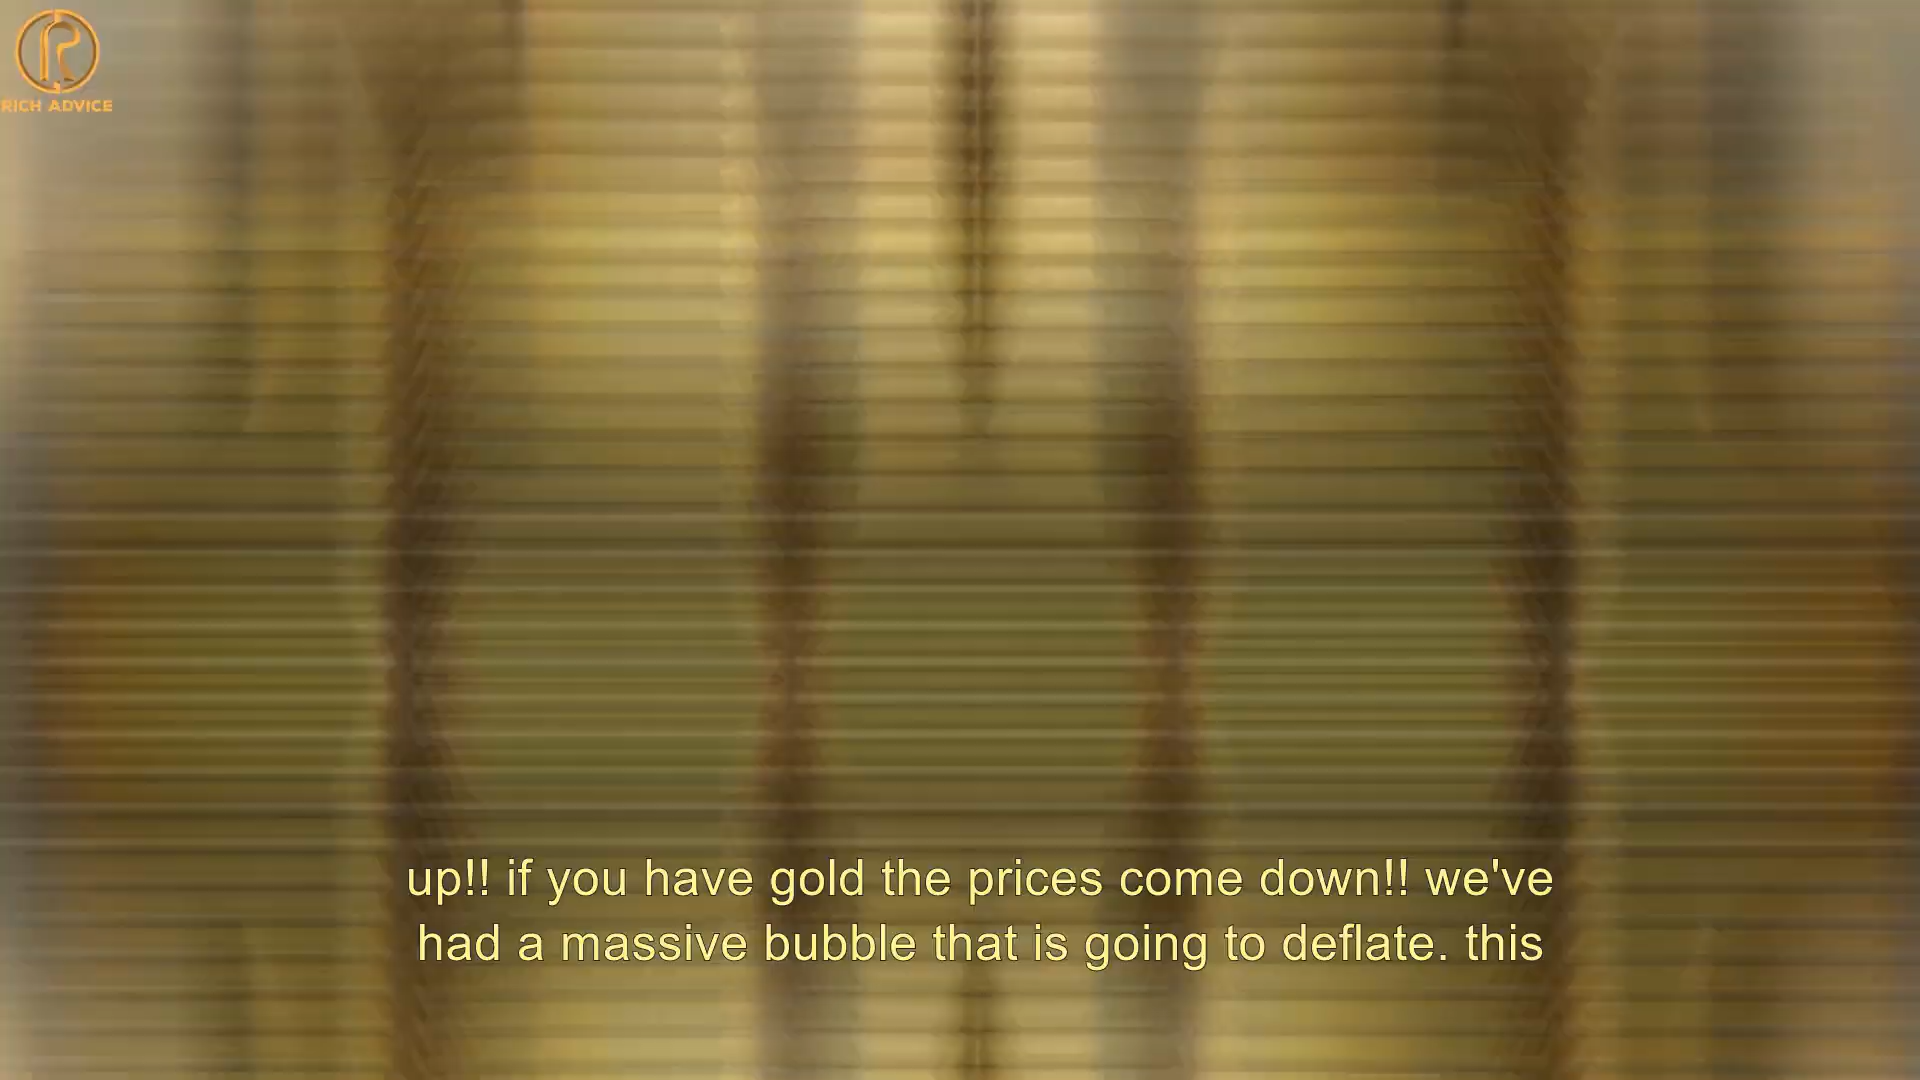 RICH ADVICE
up!! if you have gold the prices come down!! we've
had a massive bubble that is going to deflate. this